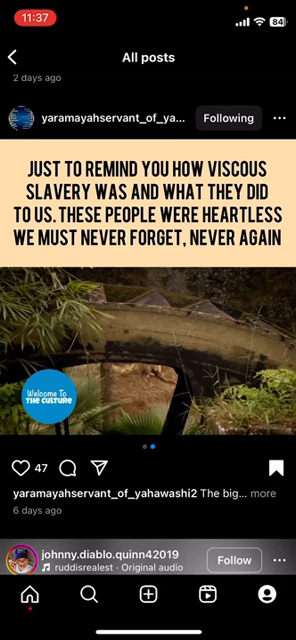 11:37
84
All posts
2 days ago
yaramayahservant_of_ya...
Following
JUST TO REMIND YOU HOW VISCOUS
SLAVERY WAS AND WHAT THEY DID
TO US. THESE PEOPLE WERE HEARTLESS
WE MUST NEVER FORGET, NEVER AGAIN
Welcome To
THE CULTURE
47
yaramayahservant_of_yahawashi2 The big... more
6 days ago
johnny.diablo.quinn42019
ruddisrealest · Original audio
Follow